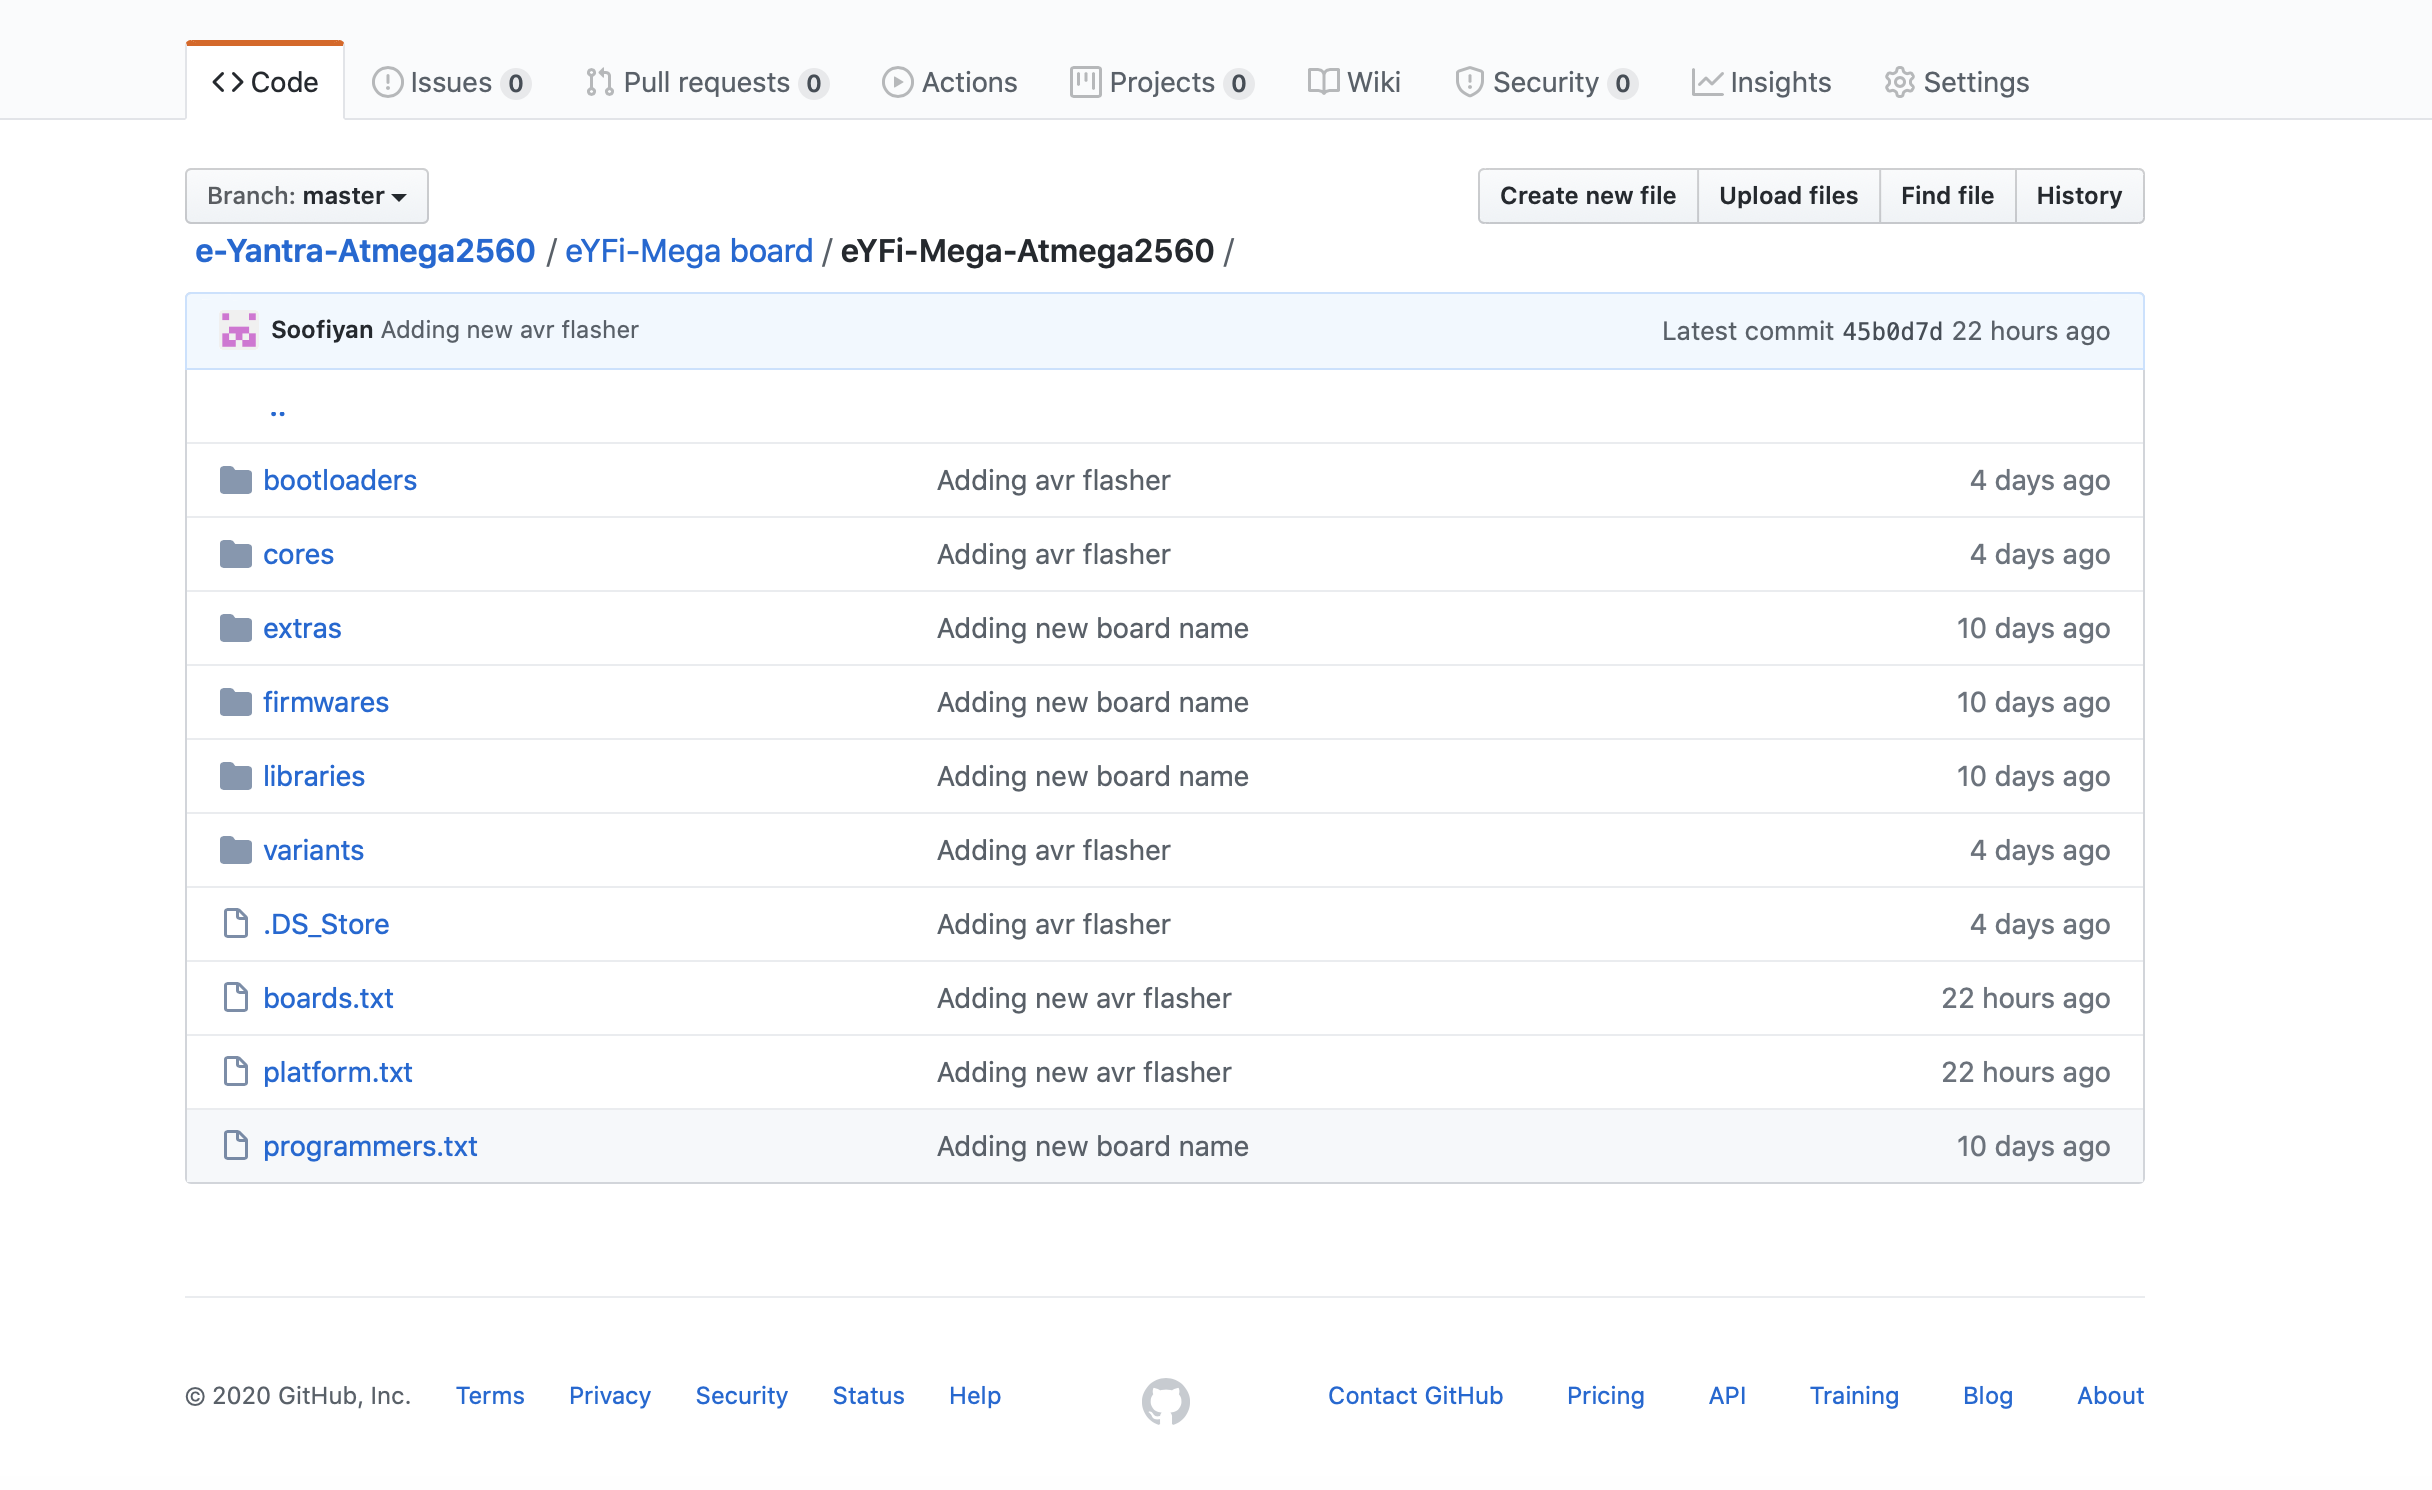 Code Issues 0 Pull requests 0 Actions Projects 0 Wiki Security 0 Insights Settings
Branch: master Create new file Upload files Find file History
e-Yantra-Atmega2560 / eYFi-Mega board / eYFi-Mega-Atmega2560 /
Soofiyan Adding new avr flasher Latest commit 45b0d7d 22 hours ago
..
bootloaders Adding avr flasher 4 days ago
cores Adding avr flasher 4 days ago
extras Adding new board name 10 days ago
firmwares Adding new board name 10 days ago
libraries Adding new board name 10 days ago
variants Adding avr flasher 4 days ago
.DS_Store Adding avr flasher 4 days ago
boards.txt Adding new avr flasher 22 hours ago
platform.txt Adding new avr flasher 22 hours ago
programmers.txt Adding new board name 10 days ago
© 2020 GitHub, Inc. Terms Privacy Security Status Help Contact GitHub Pricing API Training Blog About